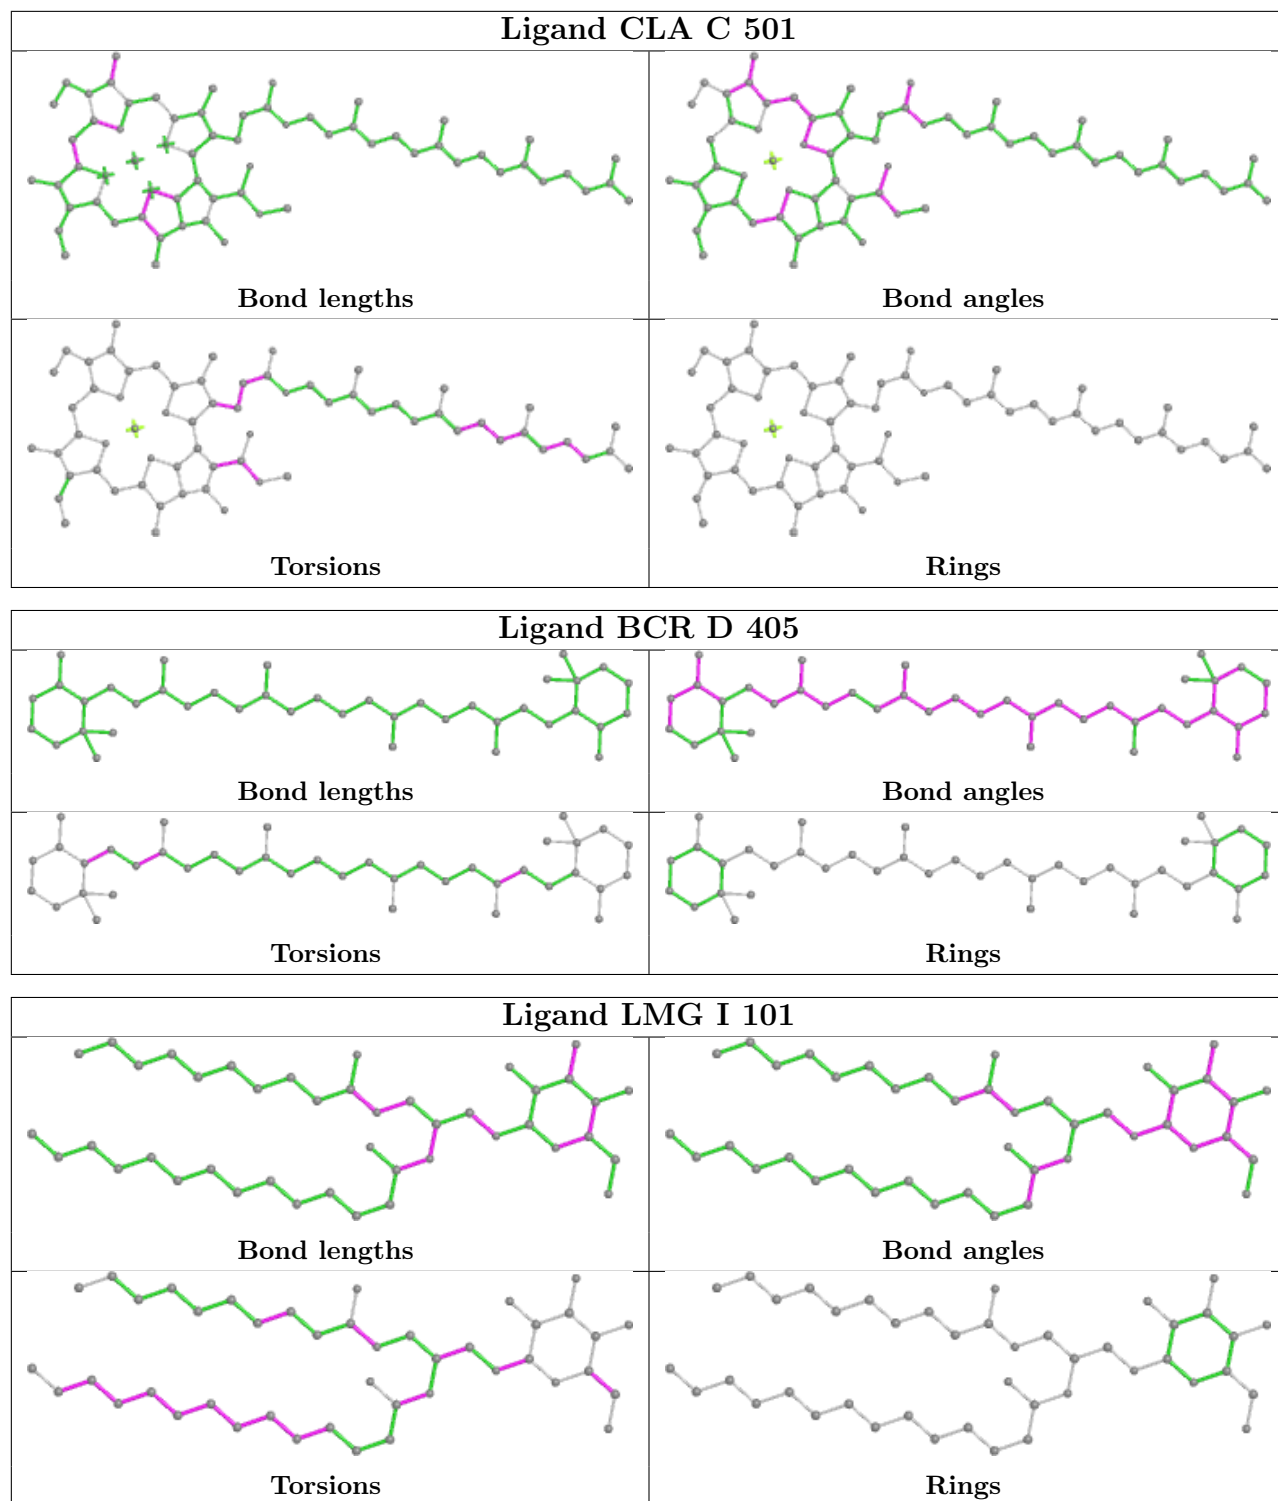 Ligand CLA C 501
Bond lengths
Bond angles
Torsions
Rings
Ligand BCR D 405
Bond lengths
Bond angles
Torsions
Rings
Ligand LMG I 101
Bond lengths
Bond angles
Torsions
Rings